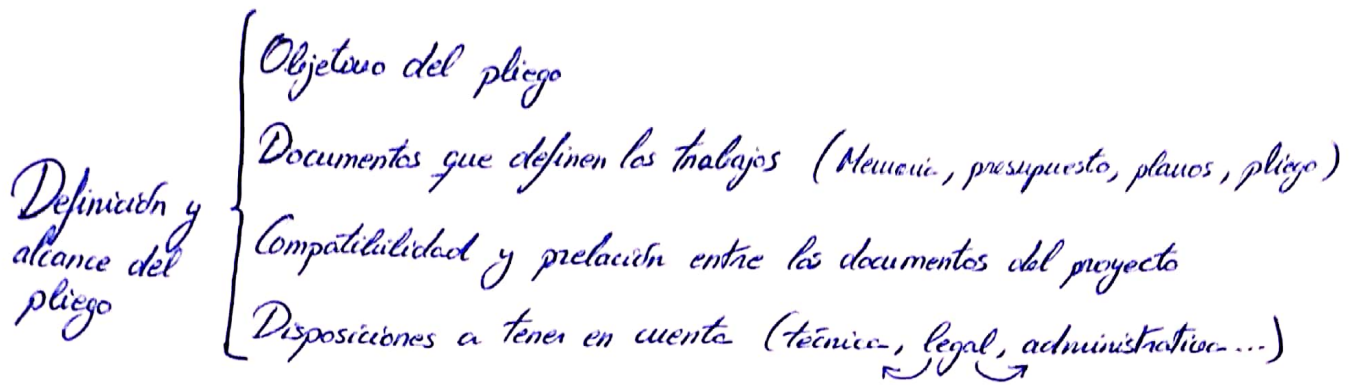 Definición y
alcance del
pliego
Objetivo del pliego
Documentos que definen los trabajos (Memoria, presupuesto, planos, pliego)
Compatibilidad y prelación entre los documentos del proyecto
Disposiciones a tener en cuenta (técnica, legal, administrativa...)